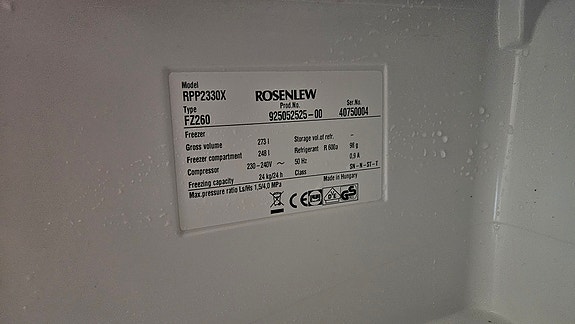 Model
RPP2330X ROSENLEW
Type Prod.No. Ser.No.
FZ260 925052525-00 40750004
Freezer
Gross volume 273 l Storage vol.of refr. -
Freezer compartment 248 l Refrigerant R 600a 98 g
Compressor 230-240V ~ 50 Hz 0,9 A
Freezing capacity 24 kg/24 h Class SN-N-ST-T
Max.pressure ratio Ls/Hs 1,5/4,0 MPa Made in Hungary
CE GS